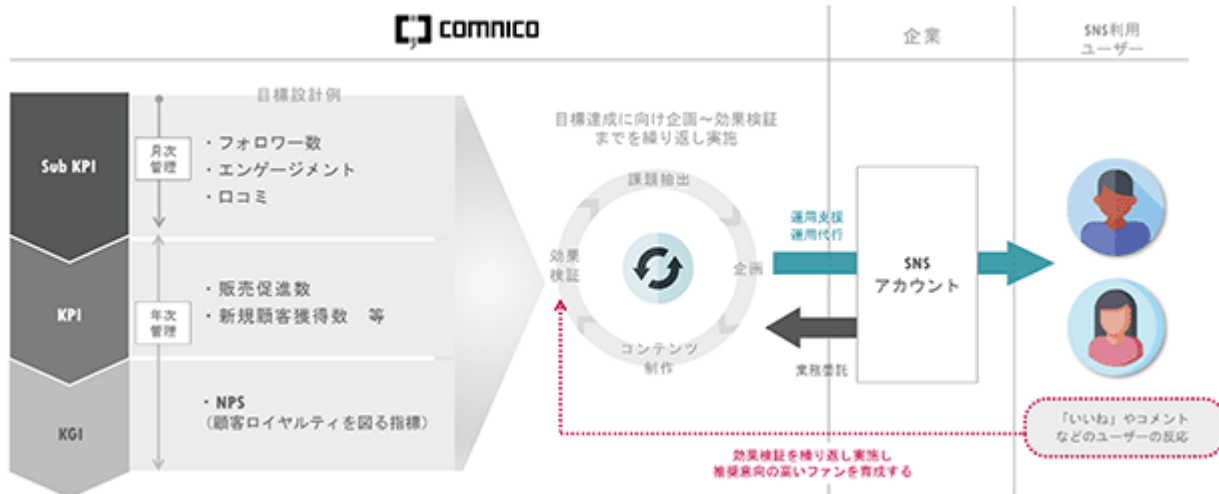 comnico
企業
SNS利用
ユーザー
目標設計例
Sub KPI
月次
管理
・フォロワー数
・エンゲージメント
・口コミ
KPI
年次
管理
・販売促進数
・新規顧客獲得数　等
KGI
・NPS
（顧客ロイヤルティを図る指標）
目標達成に向け企画～効果検証
までを繰り返し実施
課題抽出
企画
コンテンツ
制作
効果
検証
運用支援
運用代行
業務委託
SNS
アカウント
「いいね」やコメント
などのユーザーの反応
効果検証を繰り返し実施し
推奨意向の高いファンを育成する